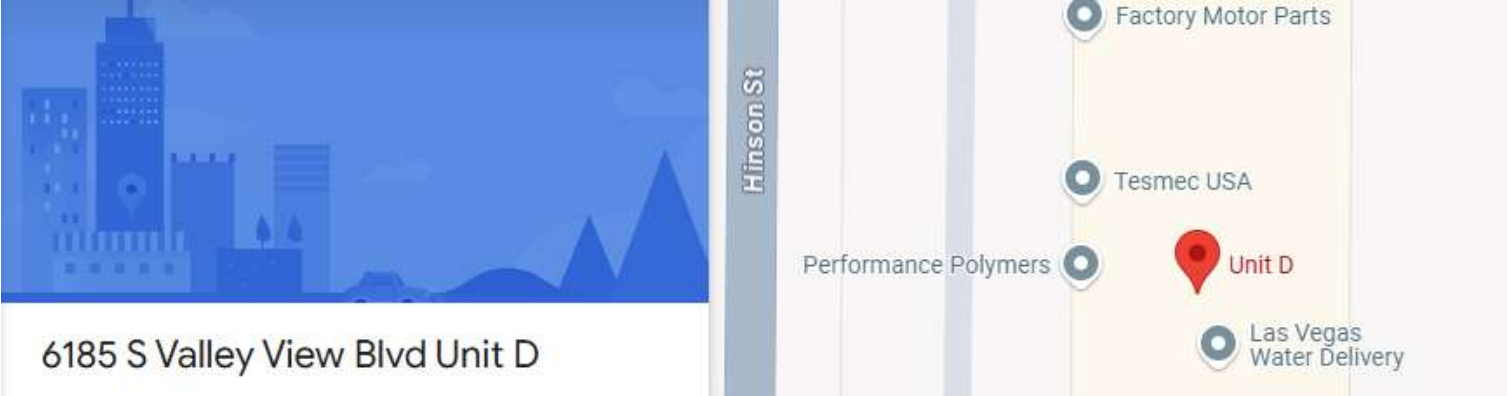 6185 S Valley View Blvd Unit D
Hinson St
Factory Motor Parts
Tesmec USA
Performance Polymers
Unit D
Las Vegas
Water Delivery